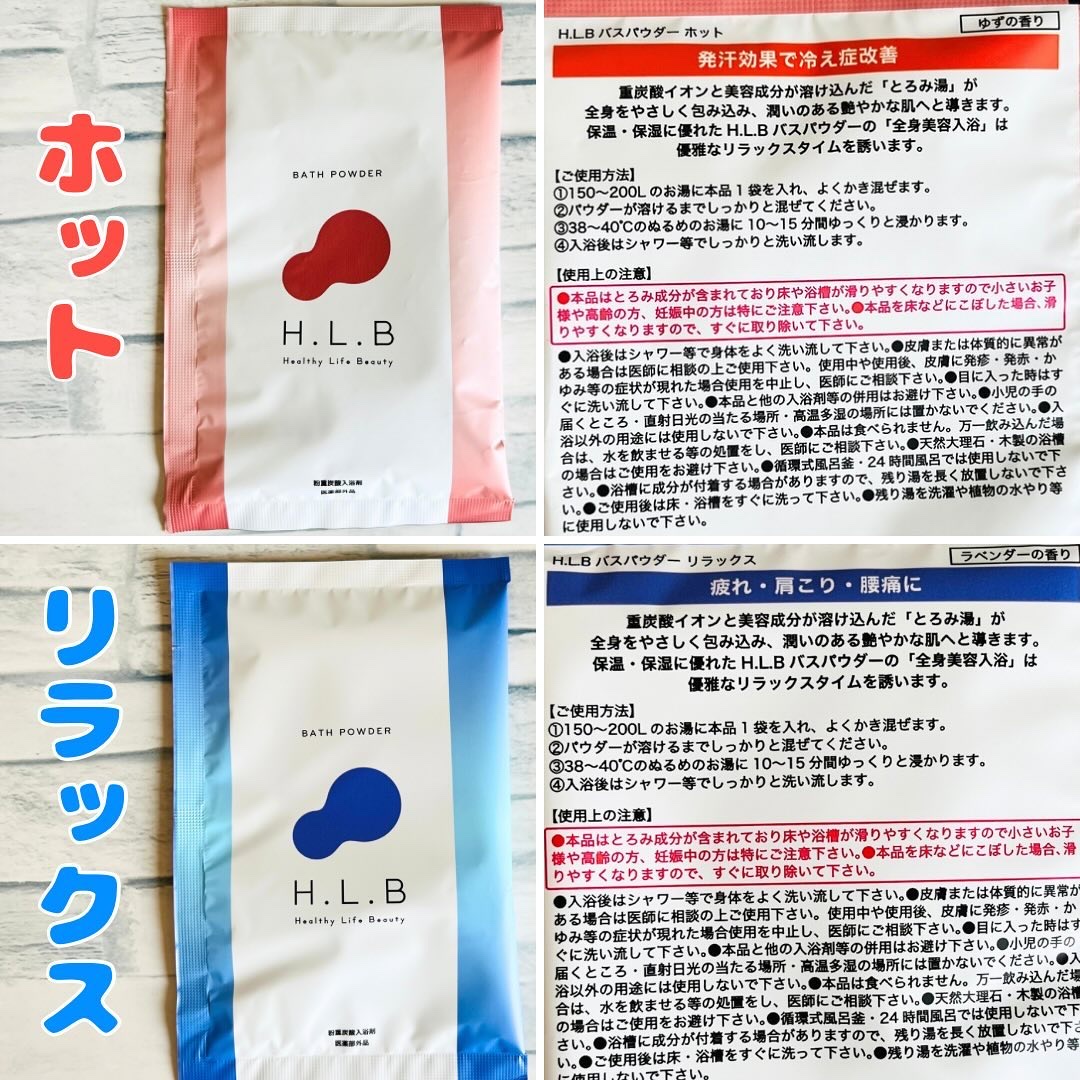 ホット
BATH POWDER
H.L.B
Healthy Life Beauty
粉重炭酸入浴剤
医薬部外品
H.L.B バスパウダー ホット
ゆずの香り
発汗効果で冷え症改善
重炭酸イオンと美容成分が溶け込んだ「とろみ湯」が
全身をやさしく包み込み、潤いのある艶やかな肌へと導きます。
保温・保湿に優れた H.L.B バスパウダーの「全身美容入浴」は
優雅なリラックスタイムを誘います。
【ご使用方法】
①150〜200L のお湯に本品 1 袋を入れ、よくかき混ぜます。
②パウダーが溶けるまでしっかりと混ぜてください。
③38〜40℃のぬるめのお湯に 10〜15 分間ゆっくりと浸かります。
④入浴後はシャワー等でしっかりと洗い流します。
【使用上の注意】
●本品はとろみ成分が含まれており床や浴槽が滑りやすくなりますので小さいお子
様や高齢の方、妊娠中の方は特にご注意下さい。●本品を床などにこぼした場合、滑
りやすくなりますので、すぐに取り除いて下さい。
●入浴後はシャワー等で身体をよく洗い流して下さい。●皮膚または体質的に異常が
ある場合は医師に相談の上ご使用下さい。使用中や使用後、皮膚に発疹・発赤・か
ゆみ等の症状が現れた場合使用を中止し、医師にご相談下さい。●目に入った時はす
ぐに洗い流して下さい。●本品と他の入浴剤等の併用はお避け下さい。●小児の手の
届くところ・直射日光の当たる場所・高温多湿の場所には置かないでください。●入
浴以外の用途には使用しないで下さい。●本品は食べられません。万一飲み込んだ場
合は、水を飲ませる等の処置をし、医師にご相談下さい。●天然大理石・木製の浴槽
の場合はご使用をお避け下さい。●循環式風呂釜・24 時間風呂では使用しないで下
さい。●浴槽に成分が付着する場合がありますので、残り湯を長く放置しないで下さ
い。●ご使用後は床・浴槽をすぐに洗って下さい。●残り湯を洗濯や植物の水やり等
に使用しないで下さい。
リラックス
BATH POWDER
H.L.B
Healthy Life Beauty
粉重炭酸入浴剤
医薬部外品
H.L.B バスパウダー リラックス
ラベンダーの香り
疲れ・肩こり・腰痛に
重炭酸イオンと美容成分が溶け込んだ「とろみ湯」が
全身をやさしく包み込み、潤いのある艶やかな肌へと導きます。
保温・保湿に優れた H.L.B バスパウダーの「全身美容入浴」は
優雅なリラックスタイムを誘います。
【ご使用方法】
①150〜200L のお湯に本品 1 袋を入れ、よくかき混ぜます。
②パウダーが溶けるまでしっかりと混ぜてください。
③38〜40℃のぬるめのお湯に 10〜15 分間ゆっくりと浸かります。
④入浴後はシャワー等でしっかりと洗い流します。
【使用上の注意】
●本品はとろみ成分が含まれており床や浴槽が滑りやすくなりますので小さいお子
様や高齢の方、妊娠中の方は特にご注意下さい。●本品を床などにこぼした場合、滑
りやすくなりますので、すぐに取り除いて下さい。
●入浴後はシャワー等で身体をよく洗い流して下さい。●皮膚または体質的に異常が
ある場合は医師に相談の上ご使用下さい。使用中や使用後、皮膚に発疹・発赤・か
ゆみ等の症状が現れた場合使用を中止し、医師にご相談下さい。●目に入った時はす
ぐに洗い流して下さい。●本品と他の入浴剤等の併用はお避け下さい。●小児の手の
届くところ・直射日光の当たる場所・高温多湿の場所には置かないでください。●入
浴以外の用途には使用しないで下さい。●本品は食べられません。万一飲み込んだ場
合は、水を飲ませる等の処置をし、医師にご相談下さい。●天然大理石・木製の浴槽
の場合はご使用をお避け下さい。●循環式風呂釜・24 時間風呂では使用しないで下
さい。●浴槽に成分が付着する場合がありますので、残り湯を長く放置しないで下さ
い。●ご使用後は床・浴槽をすぐに洗って下さい。●残り湯を洗濯や植物の水やり等
に使用しないで下さい。